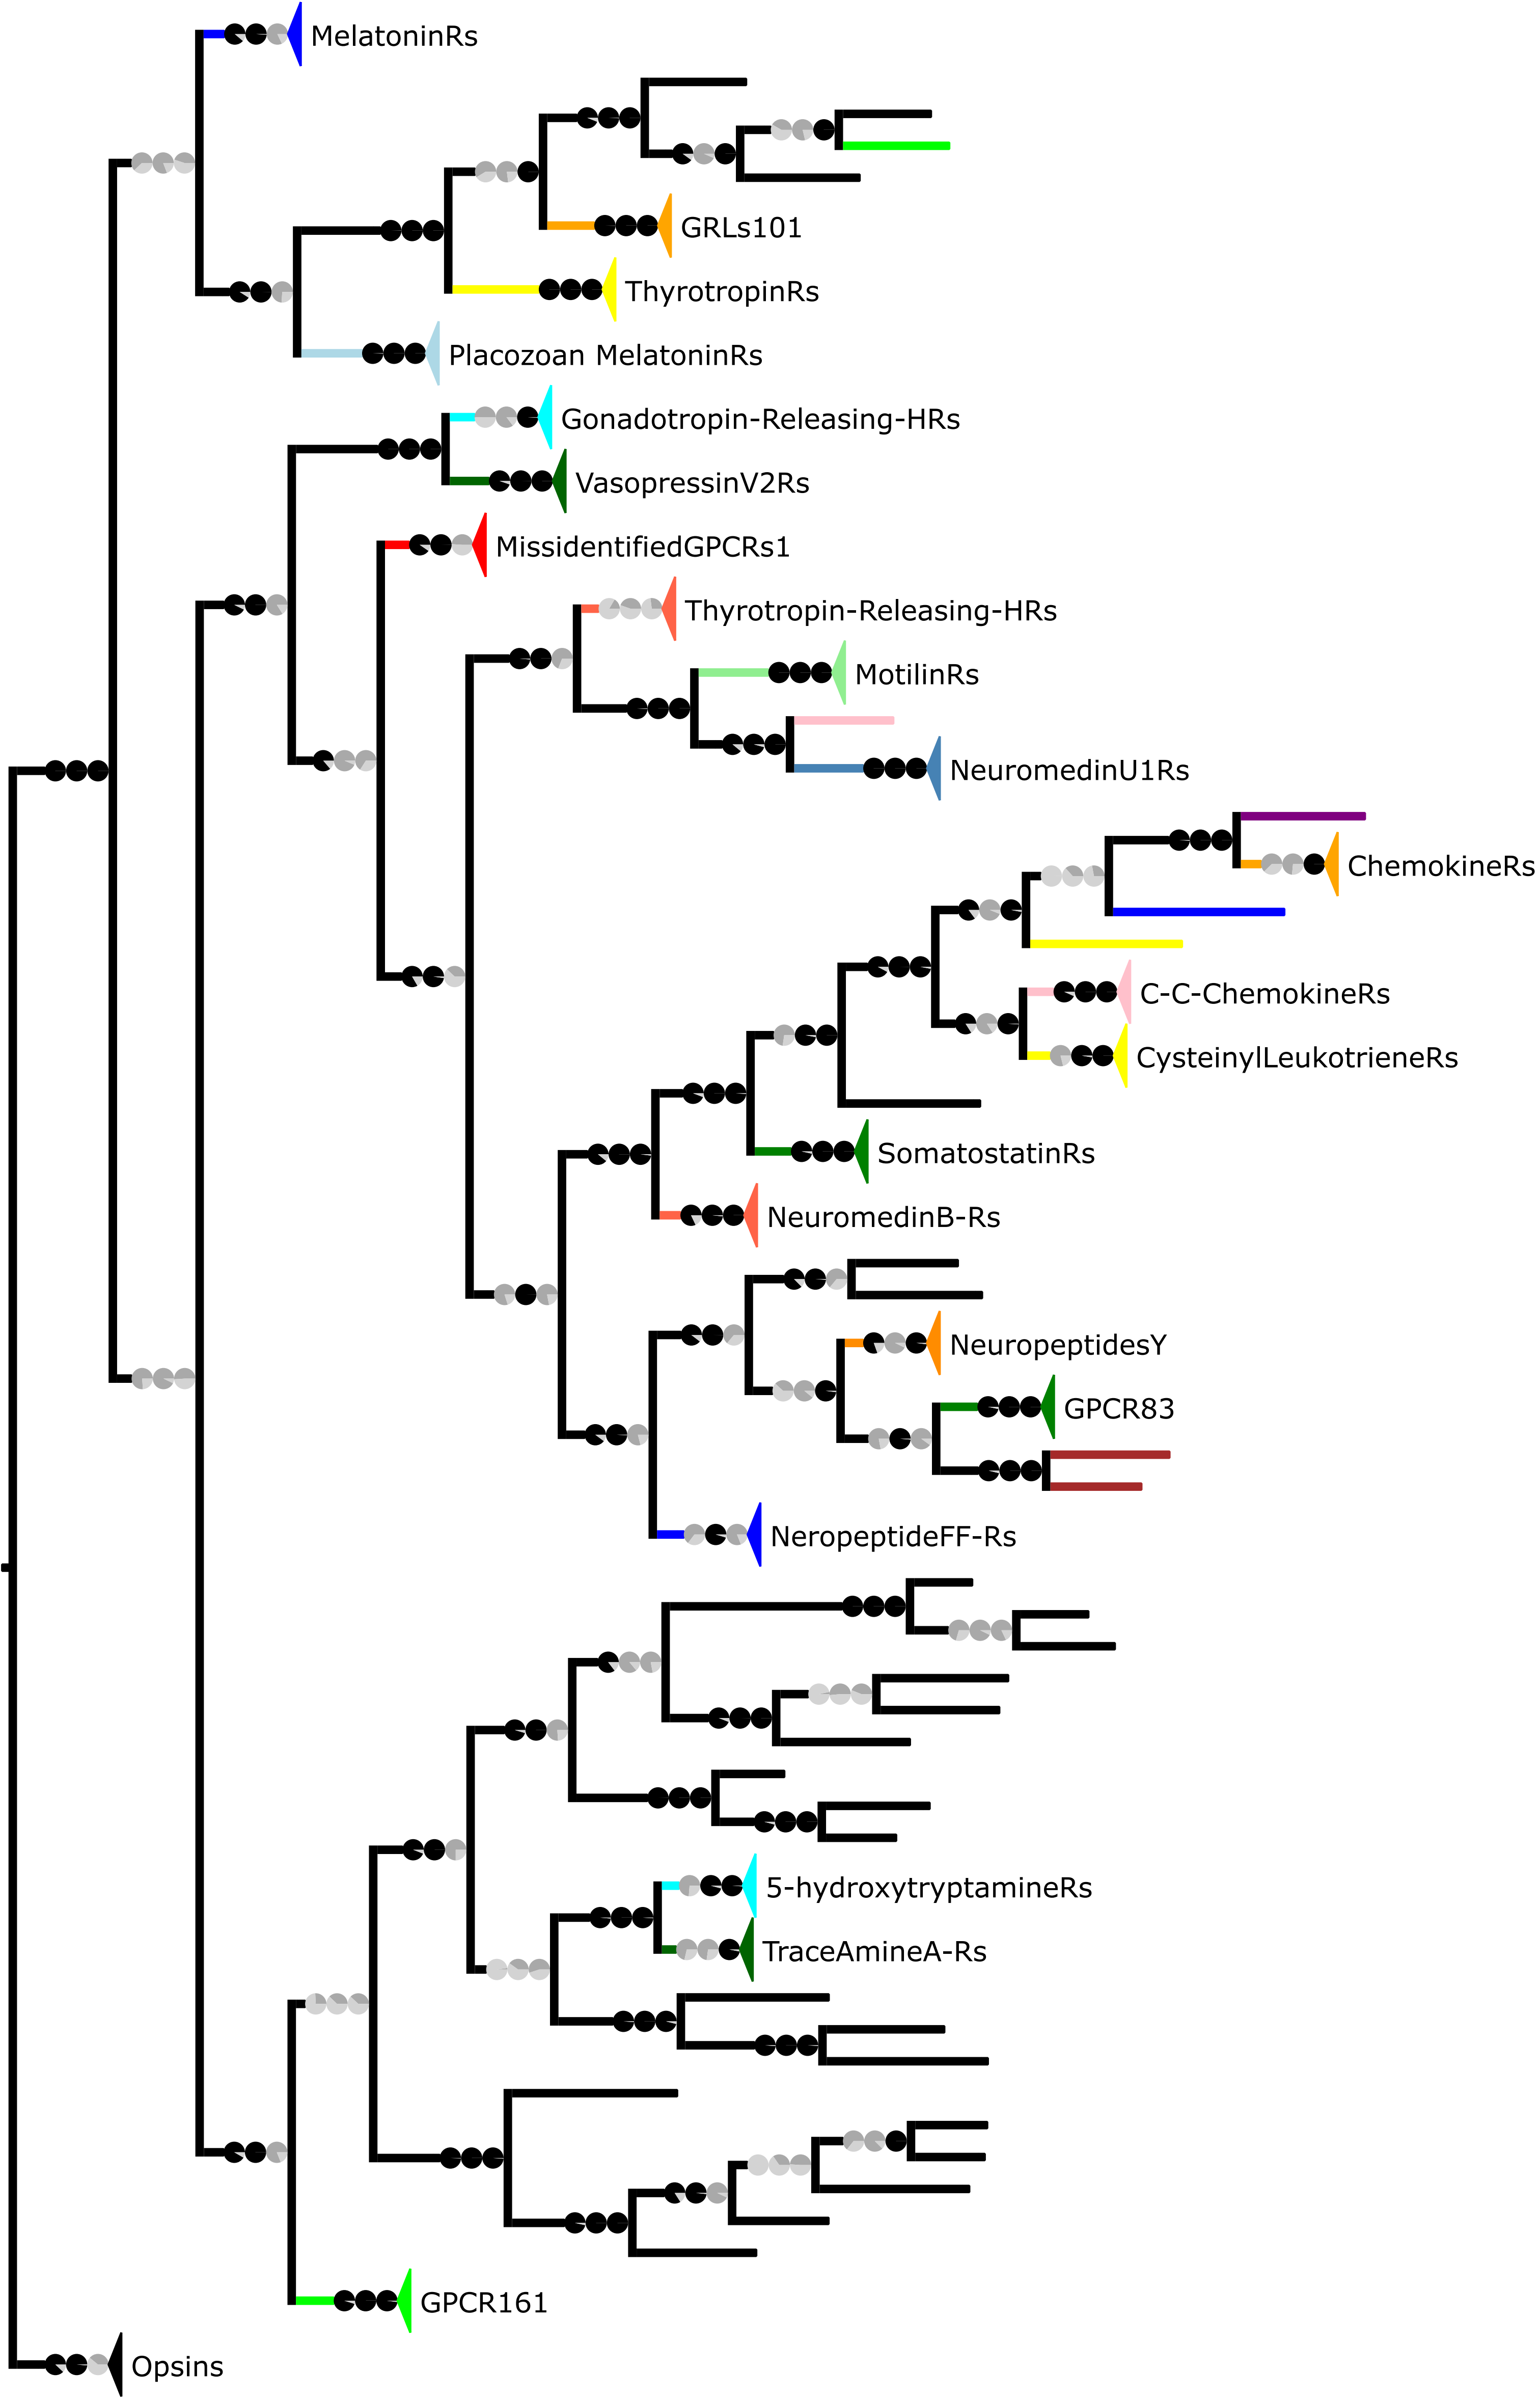 MelatoninRs
GRLs101
ThyrotropinRs
Placozoan MelatoninRs
Gonadotropin-Releasing-HRs
VasopressinV2Rs
MissidentifiedGPCRs1
Thyrotropin-Releasing-HRs
MotilinRs
NeuromedinU1Rs
ChemokineRs
C-C-ChemokineRs
CysteinylLeukotrieneRs
SomatostatinRs
NeuromedinB-Rs
NeuropeptidesY
GPCR83
NeropeptideFF-Rs
5-hydroxytryptamineRs
TraceAmineA-Rs
GPCR161
Opsins